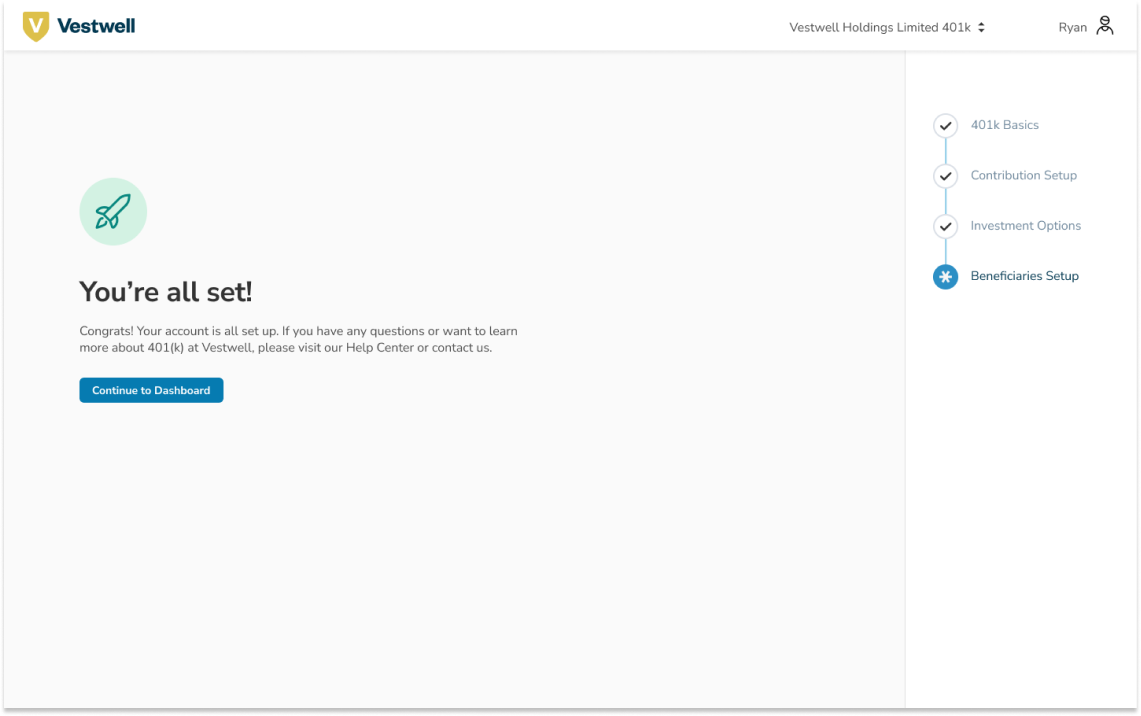 V Vestwell
Vestwell Holdings Limited 401k
Ryan
401k Basics
Contribution Setup
Investment Options
Beneficiaries Setup
You’re all set!
Congrats! Your account is all set up. If you have any questions or want to learn
more about 401(k) at Vestwell, please visit our Help Center or contact us.
Continue to Dashboard